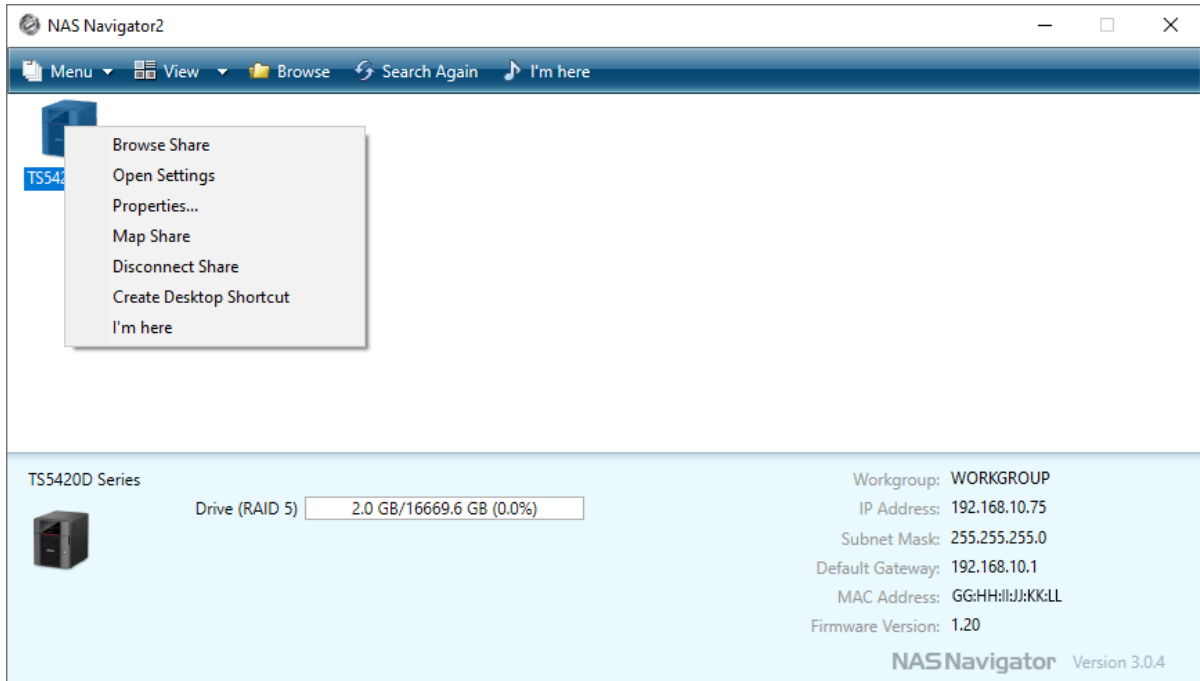 NAS Navigator2
Menu View Browse Search Again I'm here
TS542
Browse Share
Open Settings
Properties...
Map Share
Disconnect Share
Create Desktop Shortcut
I'm here
TS5420D Series
Drive (RAID 5) 2.0 GB/16669.6 GB (0.0%)
Workgroup: WORKGROUP
IP Address: 192.168.10.75
Subnet Mask: 255.255.255.0
Default Gateway: 192.168.10.1
MAC Address: GG:HH:II:JJ:KK:LL
Firmware Version: 1.20
NAS Navigator Version 3.0.4